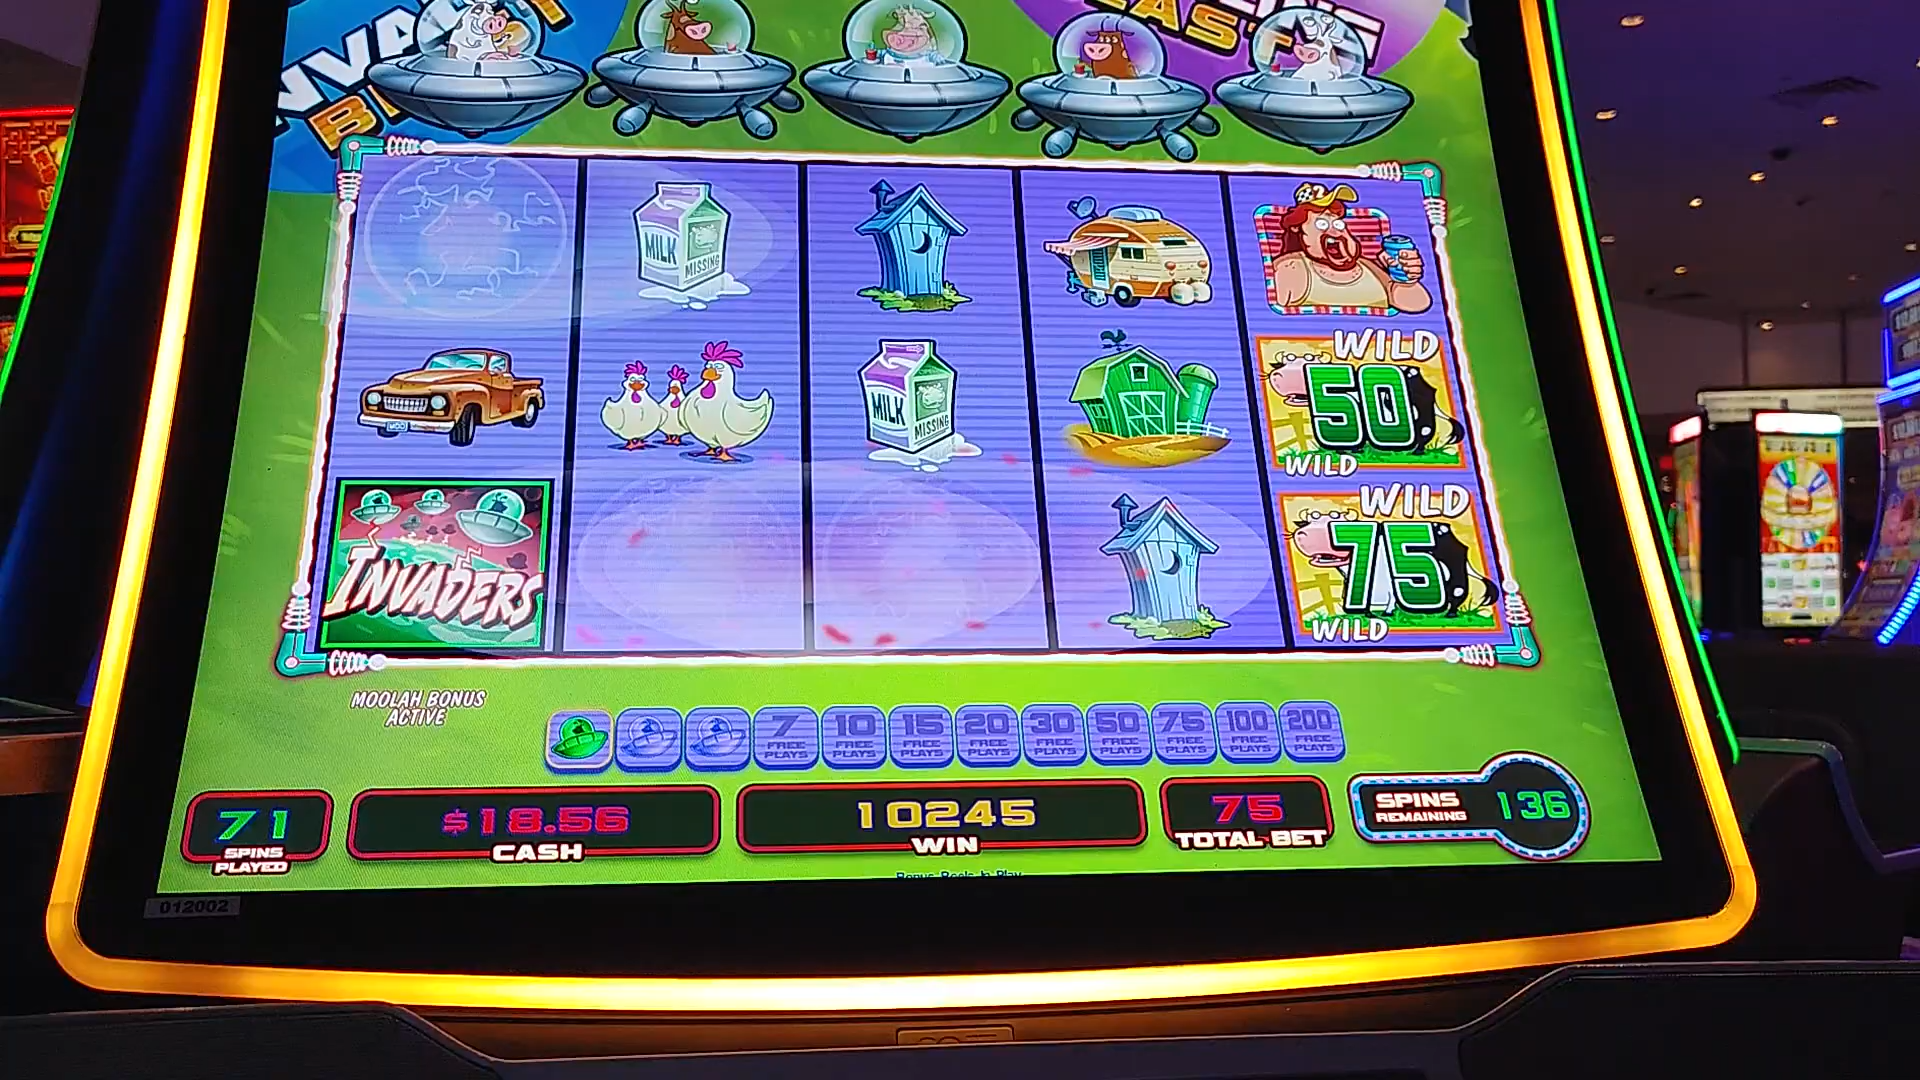 MILK
MISSING
WILD
50
WILD
MILK
MISSING
WILD
75
WILD
INVADERS
MOOLAH BONUS
ACTIVE
7
FREE
PLAYS
10
FREE
PLAYS
15
FREE
PLAYS
20
FREE
PLAYS
30
FREE
PLAYS
50
FREE
PLAYS
75
FREE
PLAYS
100
FREE
PLAYS
200
FREE
PLAYS
71
SPINS
PLAYED
$18.56
CASH
10245
WIN
75
TOTAL BET
SPINS
REMAINING
136
012002